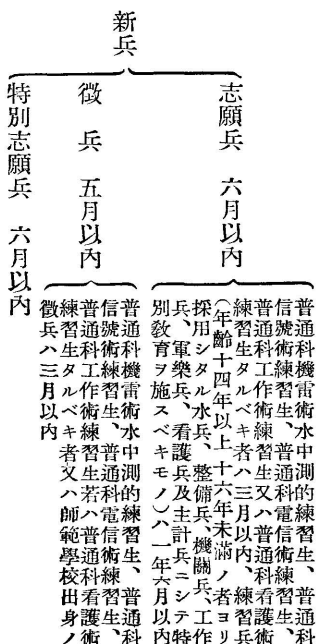 新兵
志願兵　六月以內
普通科機雷術水中測的練習生、普通科
信號術練習生、普通科電信術練習生、
普通科工作術練習生又ハ普通科看護術
練習生タルベキ者ハ三月以內、練習兵
(年齡十四年以上十六年未滿ノ者ヨリ
採用シタル水兵、整備兵、機關兵、工作
兵、軍樂兵、看護兵及主計兵ニシテ特
別敎育ヲ施スベキモノ)ハ一年六月以內
徵兵　五月以內
普通科機雷術水中測的練習生、普通科
信號術練習生、普通科電信術練習生、
普通科工作術練習生若ハ普通科看護術
練習生タルベキ者又ハ師範學校出身ノ
徵兵ハ三月以內
特別志願兵　六月以內